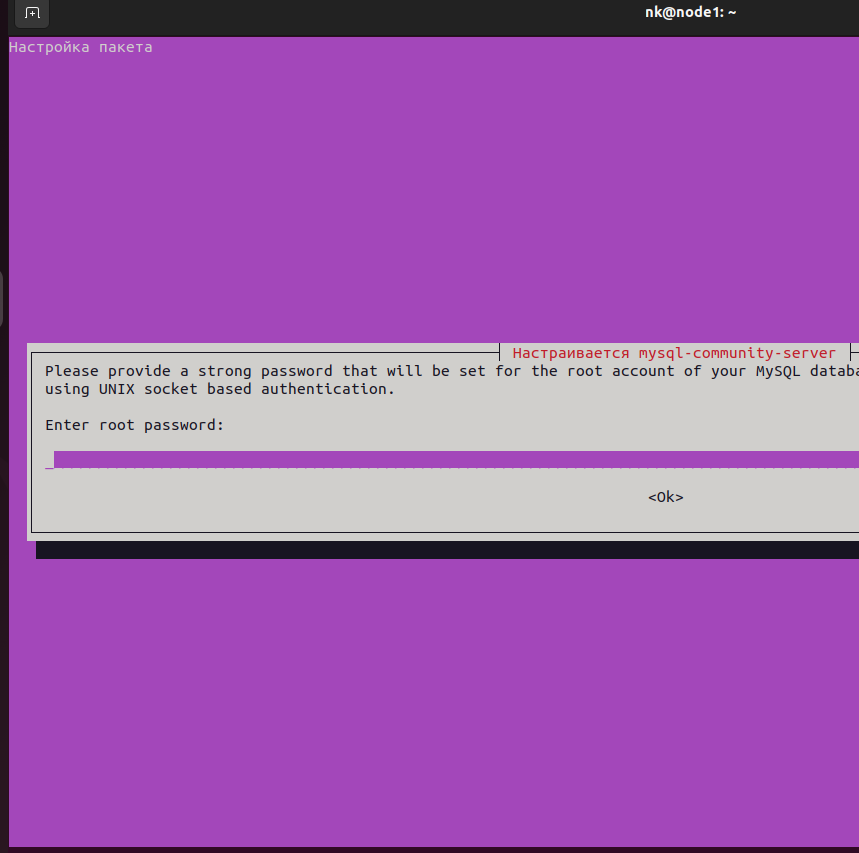 nk@node1: ~
Настройка пакета
Настраивается mysql-community-server
Please provide a strong password that will be set for the root account of your MySQL
using UNIX socket based authentication.
Enter root password:
<Ok>